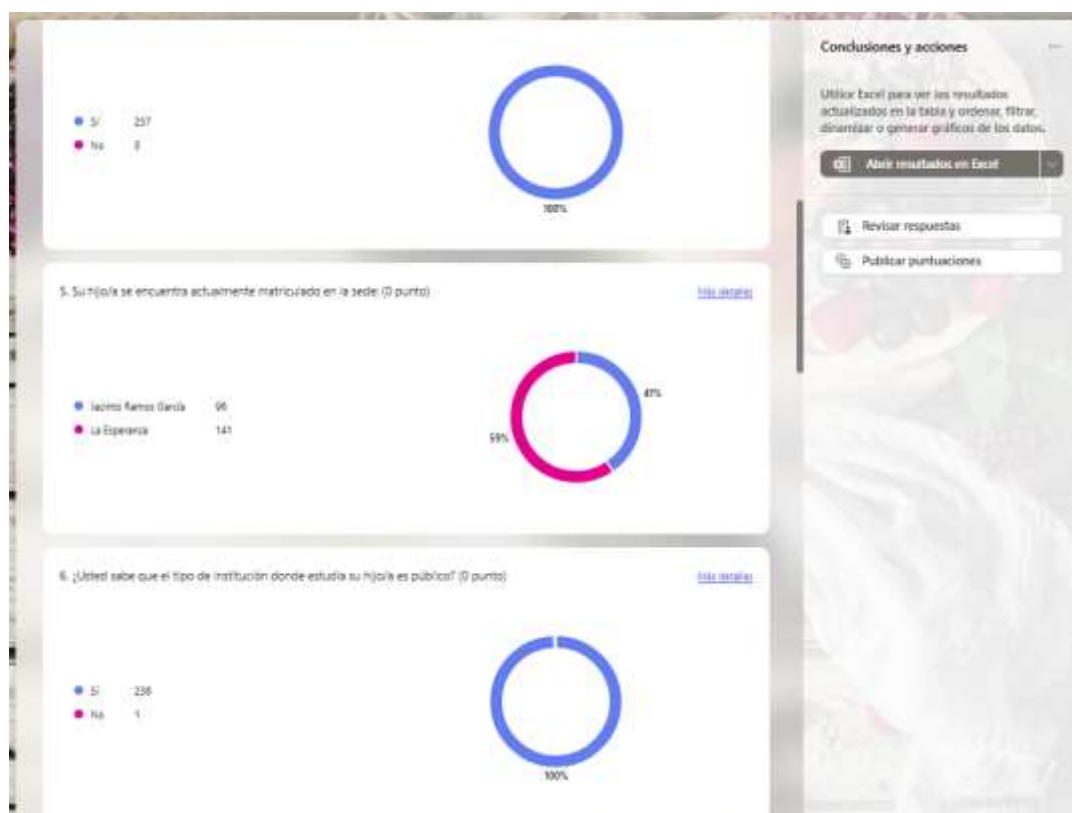 Sí 237
No 0
100%
5. Su hijo/a se encuentra actualmente matriculado en la sede: (0 punto)
Más detalles
Jacinto Ramos García 96
La Esperanza 141
41%
59%
6. ¿Usted sabe que el tipo de institución donde estudia su hijo/a es público? (0 punto)
Más detalles
Sí 236
No 1
100%
Conclusiones y acciones
Utilice Excel para ver los resultados
actualizados en la tabla y ordenar, filtrar,
dinamizar o generar gráficos de los datos.
Abrir resultados en Excel
Revisar respuestas
Publicar puntuaciones